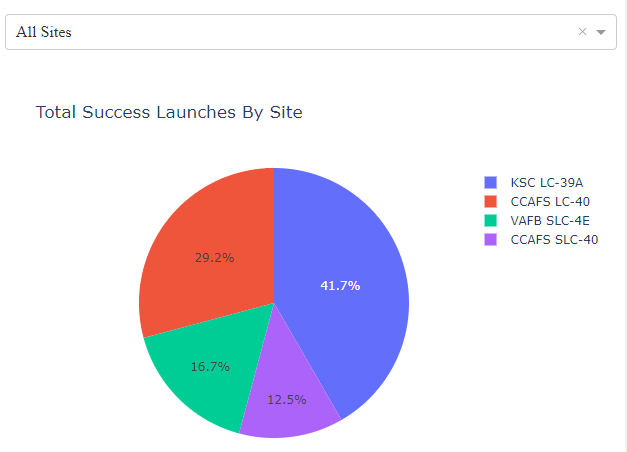 All Sites
×
Total Success Launches By Site
KSC LC-39A
CCAFS LC-40
VAFB SLC-4E
CCAFS SLC-40
29.2%
41.7%
16.7%
12.5%